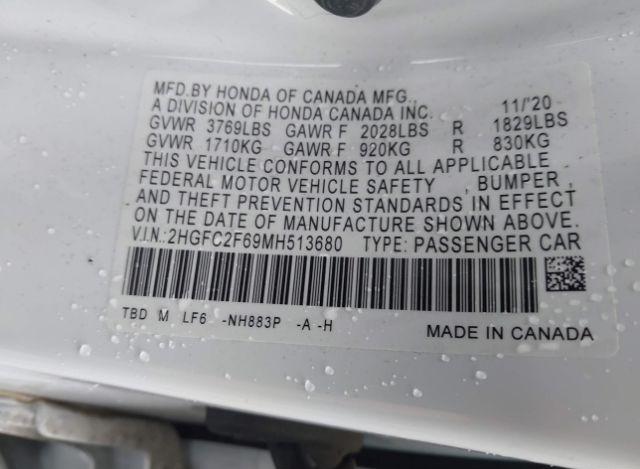 MFD.BY HONDA OF CANADA MFG.,
A DIVISION OF HONDA CANADA INC. 11/'20
GVWR 3769LBS GAWR F 2028LBS R 1829LBS
GVWR 1710KG GAWR F 920KG R 830KG
THIS VEHICLE CONFORMS TO ALL APPLICABLE
FEDERAL MOTOR VEHICLE SAFETY , BUMPER ,
AND THEFT PREVENTION STANDARDS IN EFFECT
ON THE DATE OF MANUFACTURE SHOWN ABOVE.
V.I.N.:2HGFC2F69MH513680 TYPE: PASSENGER CAR
TBD M LF6 -NH883P -A -H
MADE IN CANADA